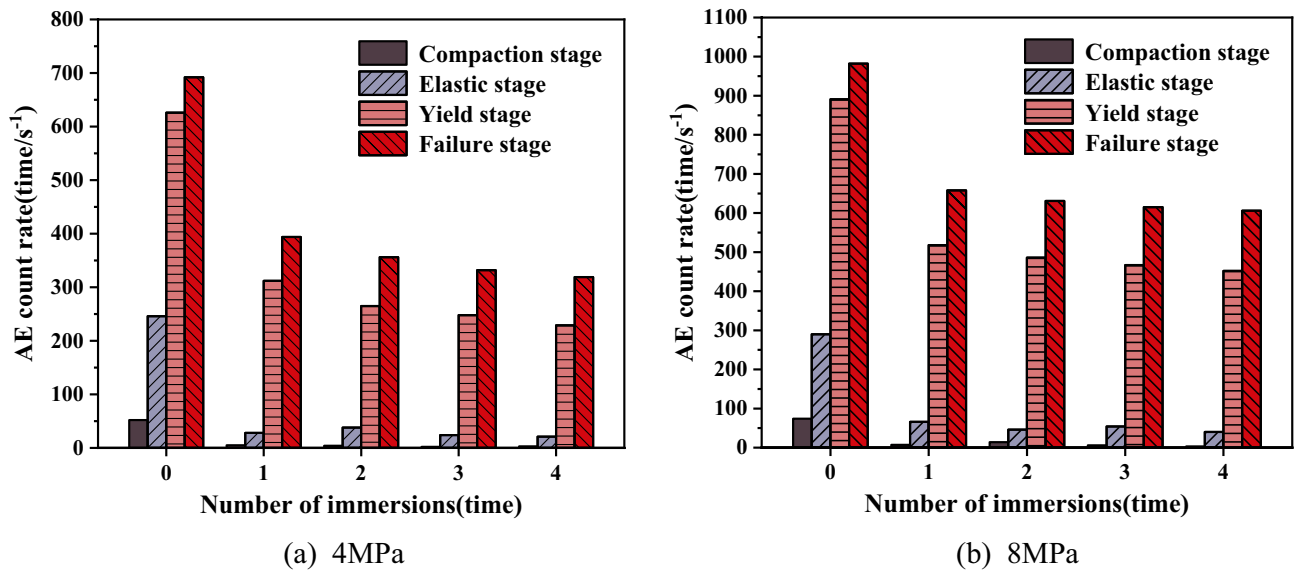 800
700
600
500
400
300
200
100
0
AE count rate(time/s⁻¹)
Compaction stage
Elastic stage
Yield stage
Failure stage
0 1 2 3 4
Number of immersions(time)
(a) 4MPa
1100
1000
900
800
700
600
500
400
300
200
100
0
AE count rate(time/s⁻¹)
Compaction stage
Elastic stage
Yield stage
Failure stage
0 1 2 3 4
Number of immersions(time)
(b) 8MPa